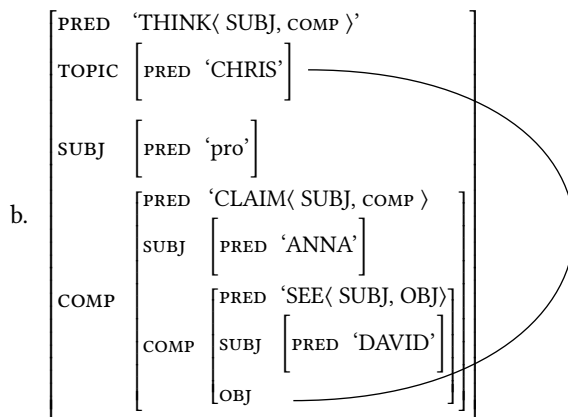 PRED ‘THINK⟨ SUBJ, COMP ⟩’
TOPIC [PRED ‘CHRIS’]
SUBJ [PRED ‘pro’]
b.
PRED ‘CLAIM⟨ SUBJ, COMP ⟩
SUBJ [PRED ‘ANNA’]
COMP
PRED ‘SEE⟨ SUBJ, OBJ⟩
COMP SUBJ [PRED ‘DAVID’]
OBJ